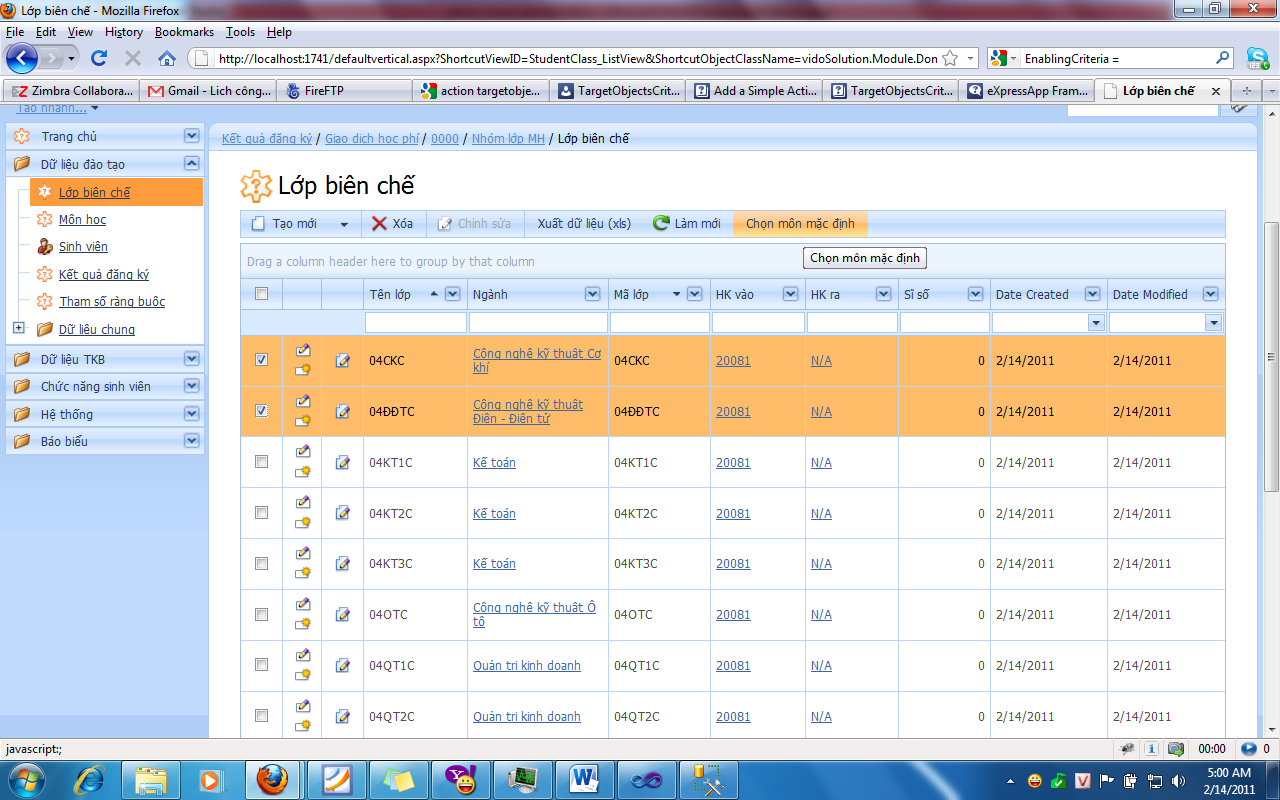 Lớp biên chế - Mozilla Firefox
File Edit View History Bookmarks Tools Help
http://localhost:1741/defaultvertical.aspx?ShortcutViewID=StudentClass_ListView&ShortcutObjectClassName=vidoSolution.Module.Don
EnablingCriteria =
Zimbra Collabora... Gmail - Lich công... FireFTP action targetobje... TargetObjectsCrit... Add a Simple Acti... TargetObjectsCrit... eXpressApp Fram... Lớp biên chế
Tạo nhanh...
Trang chủ
Dữ liệu đào tạo
Lớp biên chế
Môn học
Sinh viên
Kết quả đăng ký
Tham số ràng buộc
Dữ liệu chung
Dữ liệu TKB
Chức năng sinh viên
Hệ thống
Báo biểu
Kết quả đăng ký / Giao dịch học phí / 0000 / Nhóm lớp MH / Lớp biên chế
Lớp biên chế
Tạo mới Xóa Chỉnh sửa Xuất dữ liệu (xls) Làm mới Chọn môn mặc định
Drag a column header here to group by that column
Chọn môn mặc định
Tên lớp Ngành Mã lớp HK vào HK ra Sĩ số Date Created Date Modified
04CKC Công nghệ kỹ thuật Cơ khí 04CKC 20081 N/A 0 2/14/2011 2/14/2011
04ĐĐTC Công nghệ kỹ thuật Điện - Điện tử 04ĐĐTC 20081 N/A 0 2/14/2011 2/14/2011
04KT1C Kế toán 04KT1C 20081 N/A 0 2/14/2011 2/14/2011
04KT2C Kế toán 04KT2C 20081 N/A 0 2/14/2011 2/14/2011
04KT3C Kế toán 04KT3C 20081 N/A 0 2/14/2011 2/14/2011
04OTC Công nghệ kỹ thuật Ô tô 04OTC 20081 N/A 0 2/14/2011 2/14/2011
04QT1C Quản trị kinh doanh 04QT1C 20081 N/A 0 2/14/2011 2/14/2011
04QT2C Quản trị kinh doanh 04QT2C 20081 N/A 0 2/14/2011 2/14/2011
javascript:;
00:00 0
5:00 AM
2/14/2011